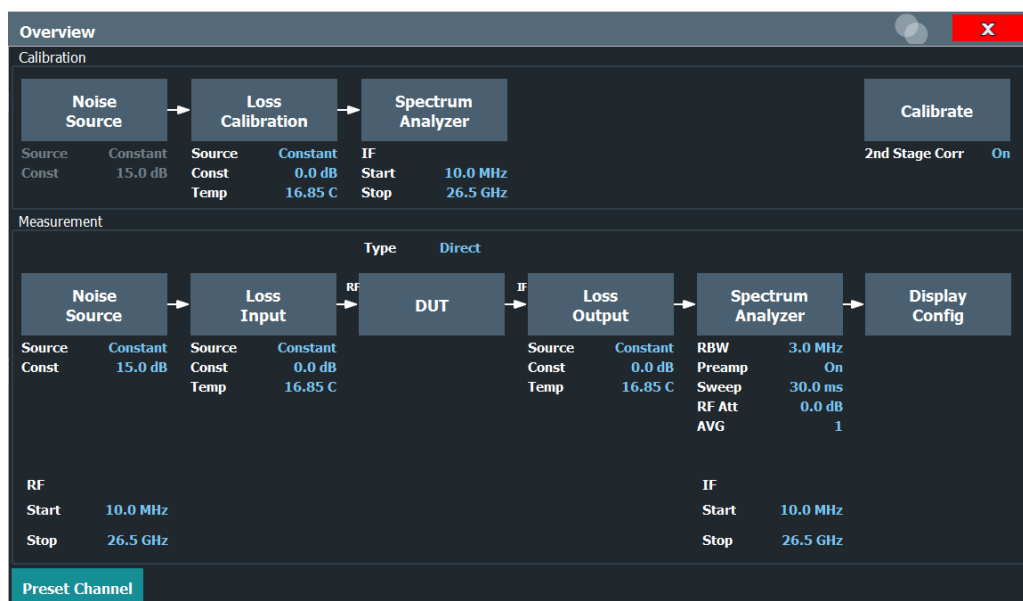 Overview
X
Calibration
Noise Source
Loss Calibration
Spectrum Analyzer
Calibrate
Source Constant
Const 15.0 dB
Source Constant
Const 0.0 dB
Temp 16.85 C
IF
Start 10.0 MHz
Stop 26.5 GHz
2nd Stage Corr On
Measurement
Type Direct
Noise Source
Loss Input
RF
DUT
IF
Loss Output
Spectrum Analyzer
Display Config
Source Constant
Const 15.0 dB
Source Constant
Const 0.0 dB
Temp 16.85 C
Source Constant
Const 0.0 dB
Temp 16.85 C
RBW 3.0 MHz
Preamp On
Sweep 30.0 ms
RF Att 0.0 dB
AVG 1
RF
Start 10.0 MHz
Stop 26.5 GHz
IF
Start 10.0 MHz
Stop 26.5 GHz
Preset Channel